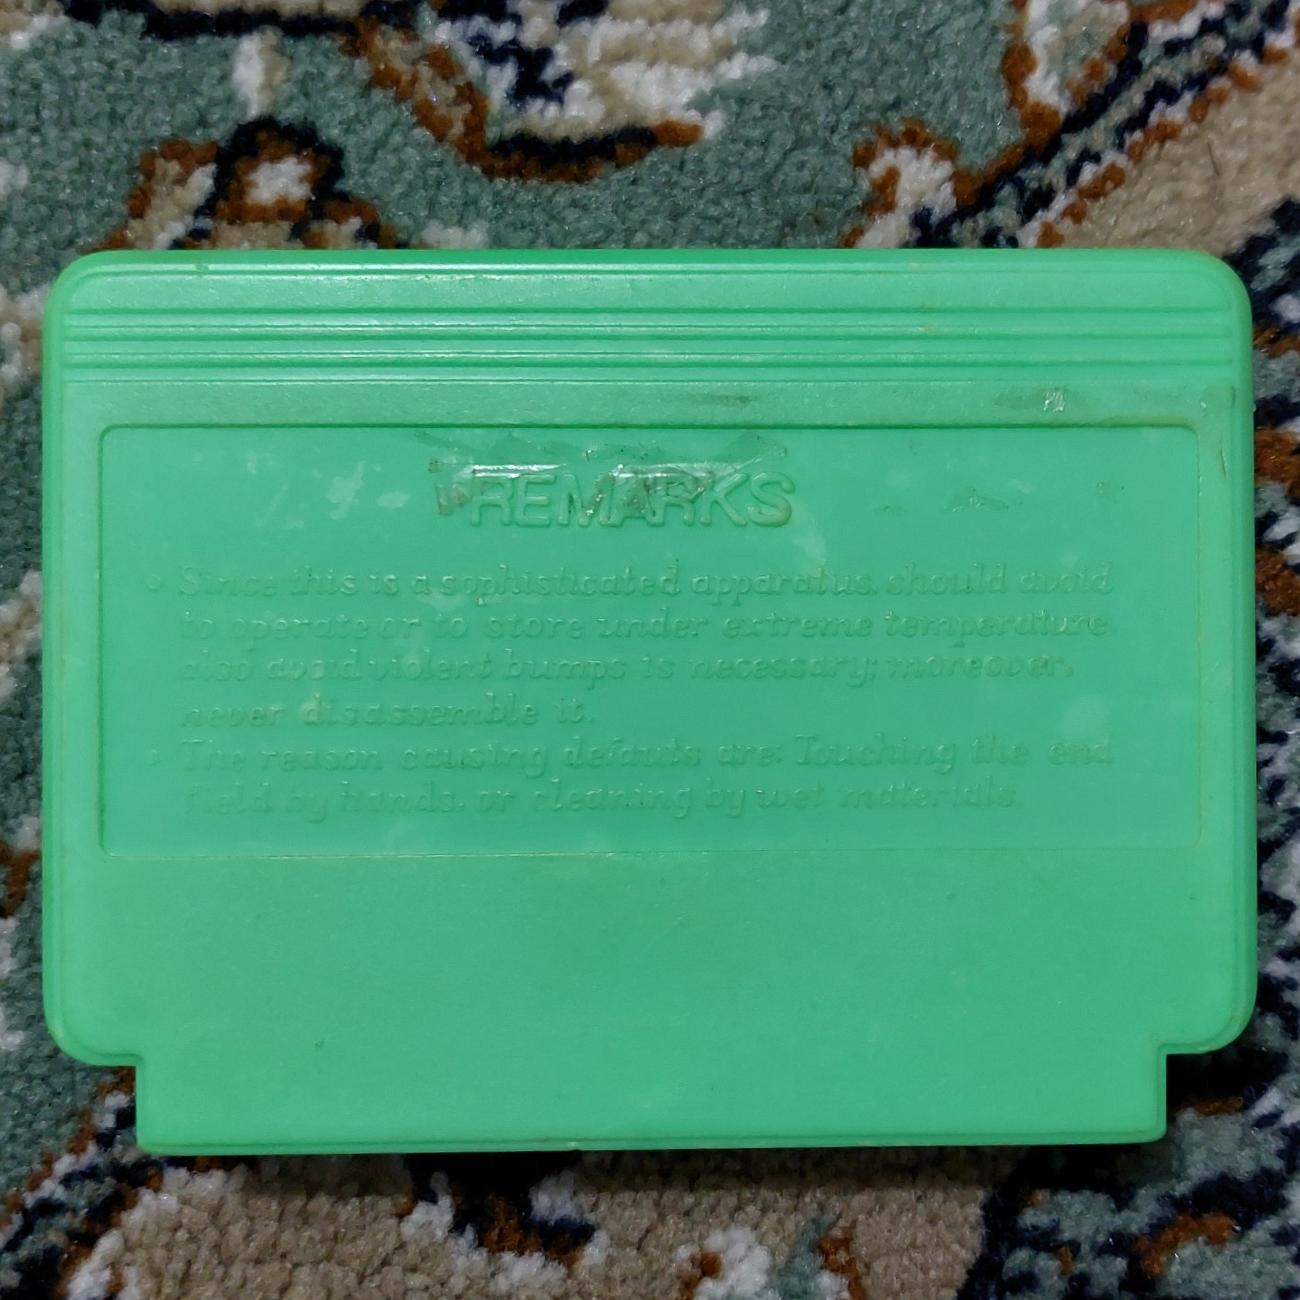 REMARKS
• Since this is a sophisticated apparatus, should avoid
to operate or to store under extreme temperature,
also avoid violent bumps is necessary; moreover,
never disassemble it.
• The reason causing defauts are: Touching the end
field by hands, or cleaning by wet materials.